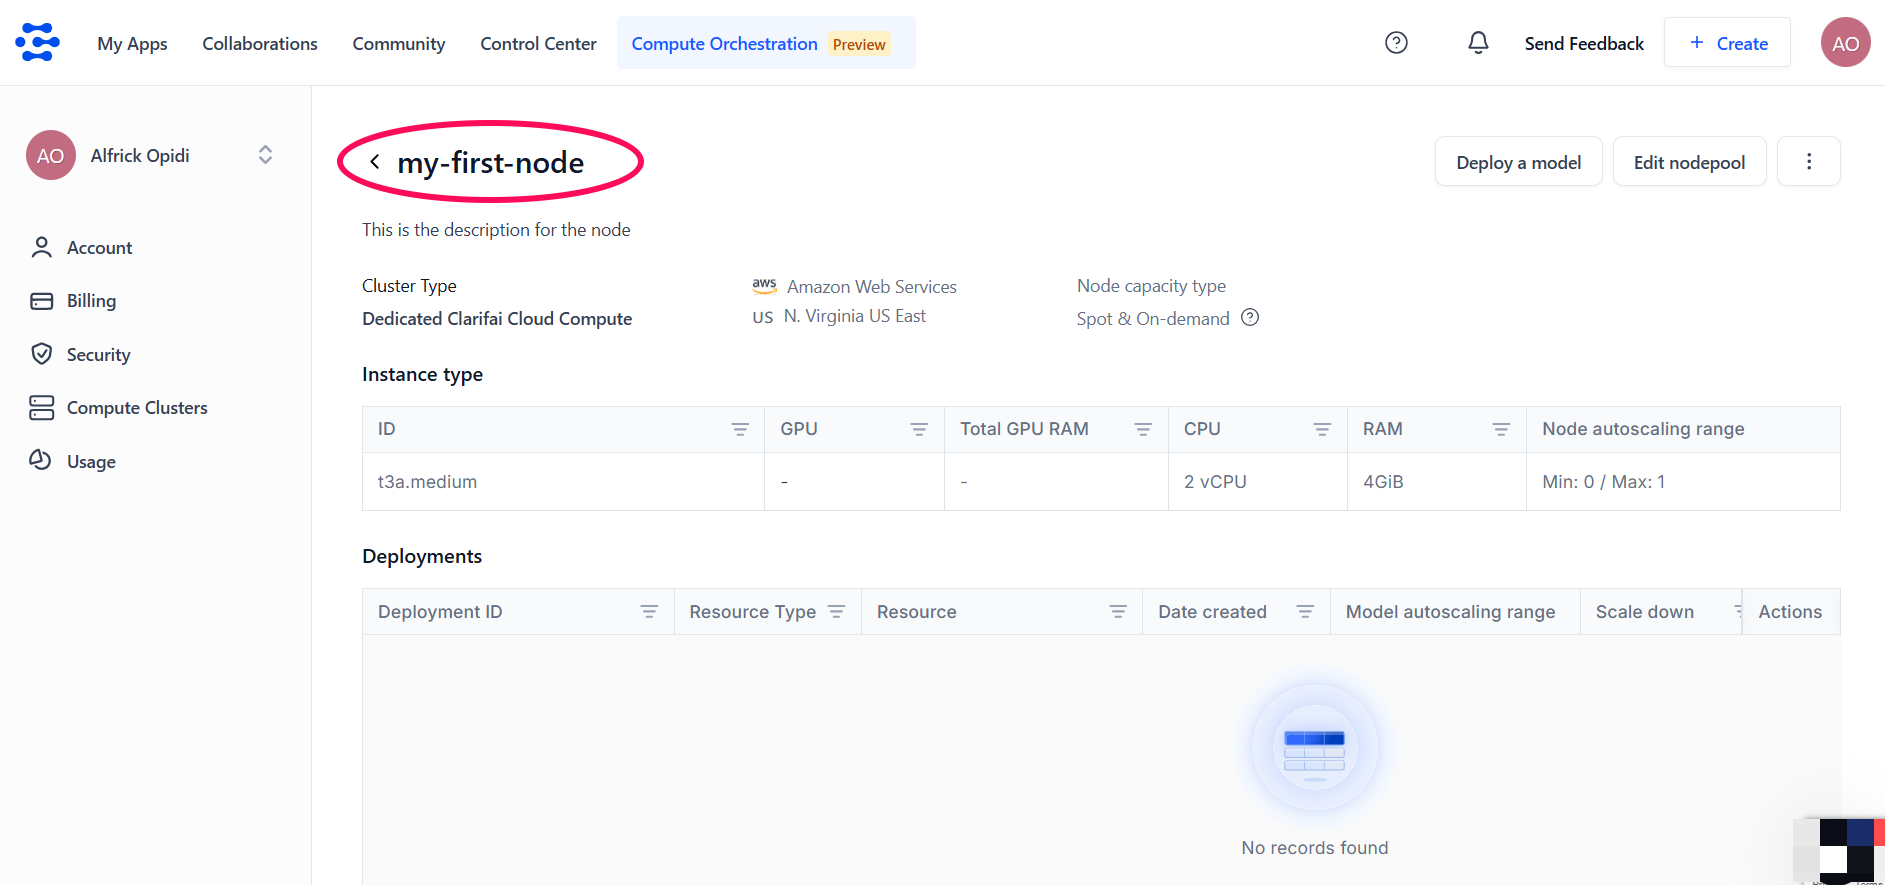 My Apps Collaborations Community Control Center Compute Orchestration Preview Send Feedback + Create AO
AO Alfrick Opidi
Account
Billing
Security
Compute Clusters
Usage
my-first-node
Deploy a model Edit nodepool
This is the description for the node
Cluster Type aws Amazon Web Services Node capacity type
Dedicated Clarifai Cloud Compute US N. Virginia US East Spot & On-demand
Instance type
ID GPU Total GPU RAM CPU RAM Node autoscaling range
t3a.medium - - 2 vCPU 4GiB Min: 0 / Max: 1
Deployments
Deployment ID Resource Type Resource Date created Model autoscaling range Scale down Actions
No records found